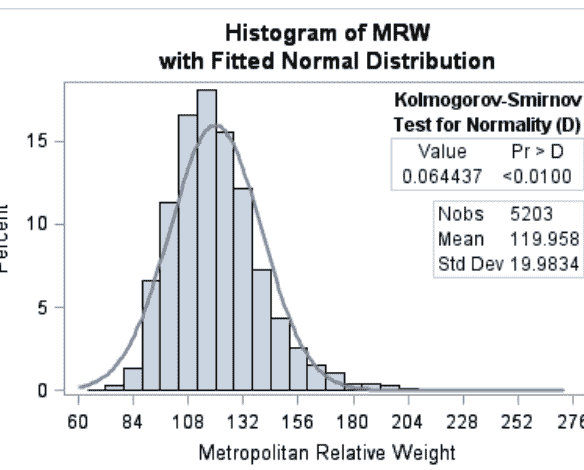 Histogram of MRW
with Fitted Normal Distribution
Kolmogorov-Smirnov
Test for Normality (D)
Value Pr > D
0.064437 <0.0100
Nobs 5203
Mean 119.958
Std Dev 19.9834
Percent
15
10
5
0
60 84 108 132 156 180 204 228 252 276
Metropolitan Relative Weight